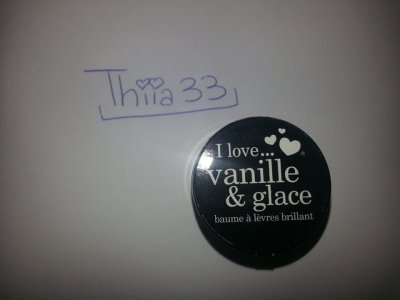 Thiia33
I love...
vanille
& glace
baume à lèvres brillant